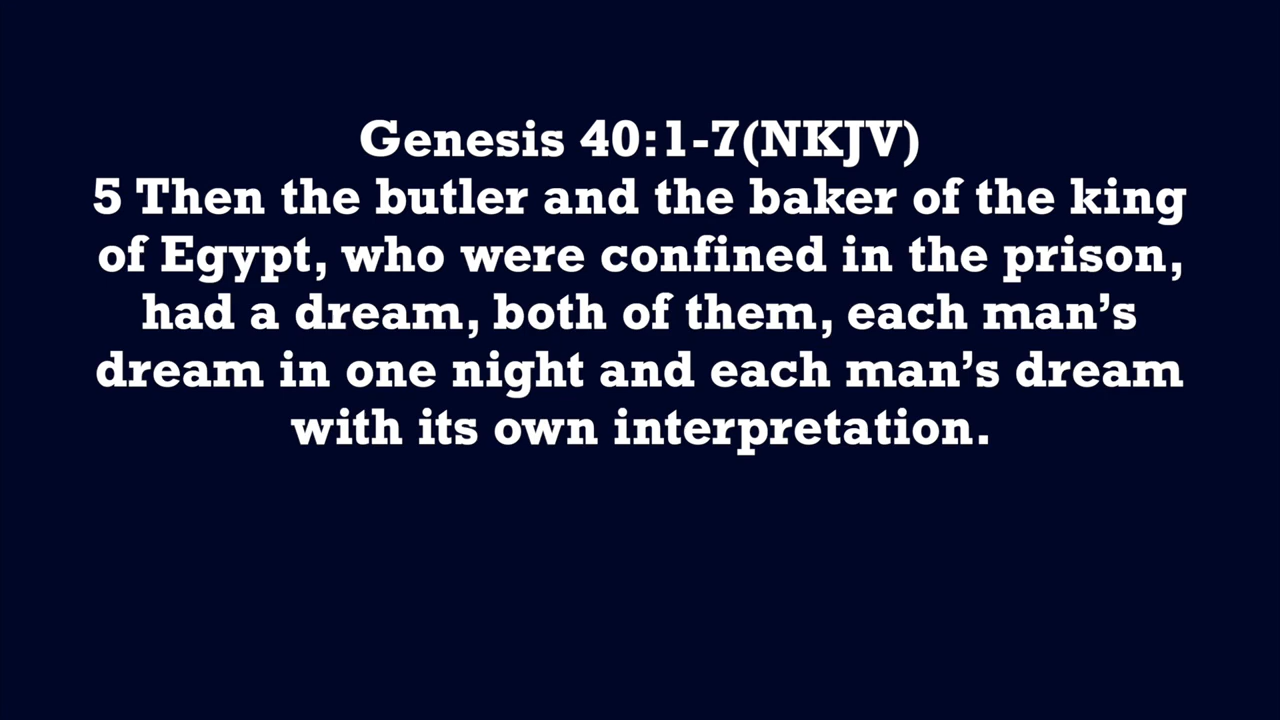 Genesis 40:1-7(NKJV)
5 Then the butler and the baker of the king
of Egypt, who were confined in the prison,
had a dream, both of them, each man’s
dream in one night and each man’s dream
with its own interpretation.